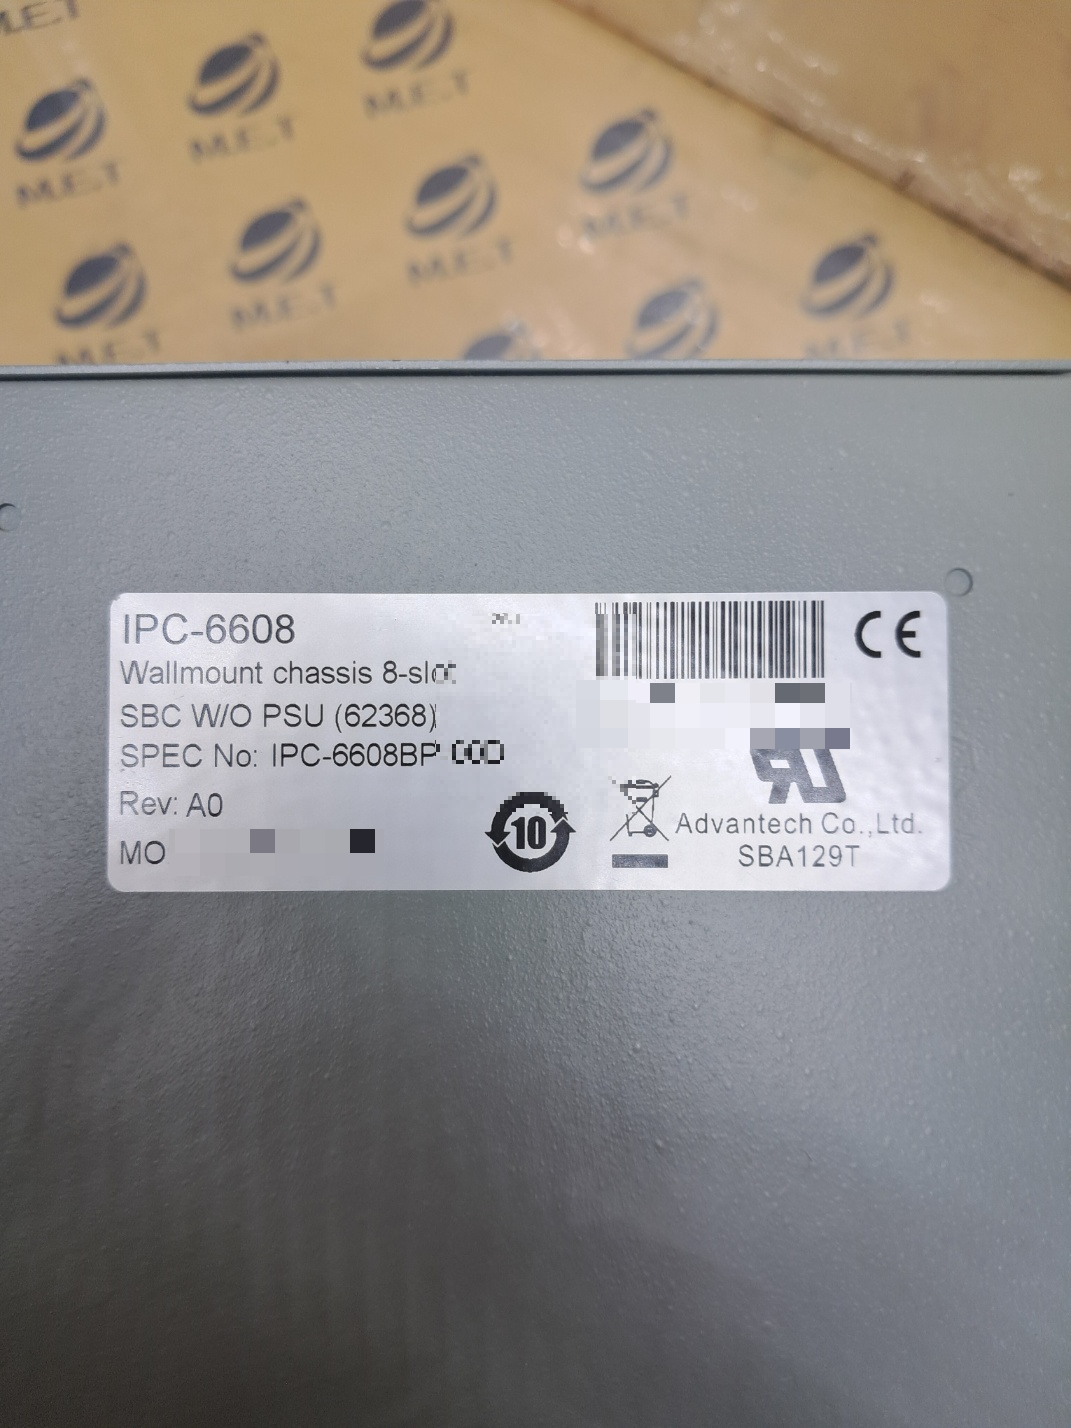 M.E.T
M.E.T
M.E.T
M.E.T
M.E.T
M.E.T
M.E.T
M.E.T
M.E.T
IPC-6608
Wallmount chassis 8-slot
SBC W/O PSU (62368)
SPEC No: IPC-6608BP
Rev: A0
MO
10
CE
Advantech Co.,Ltd.
SBA129T